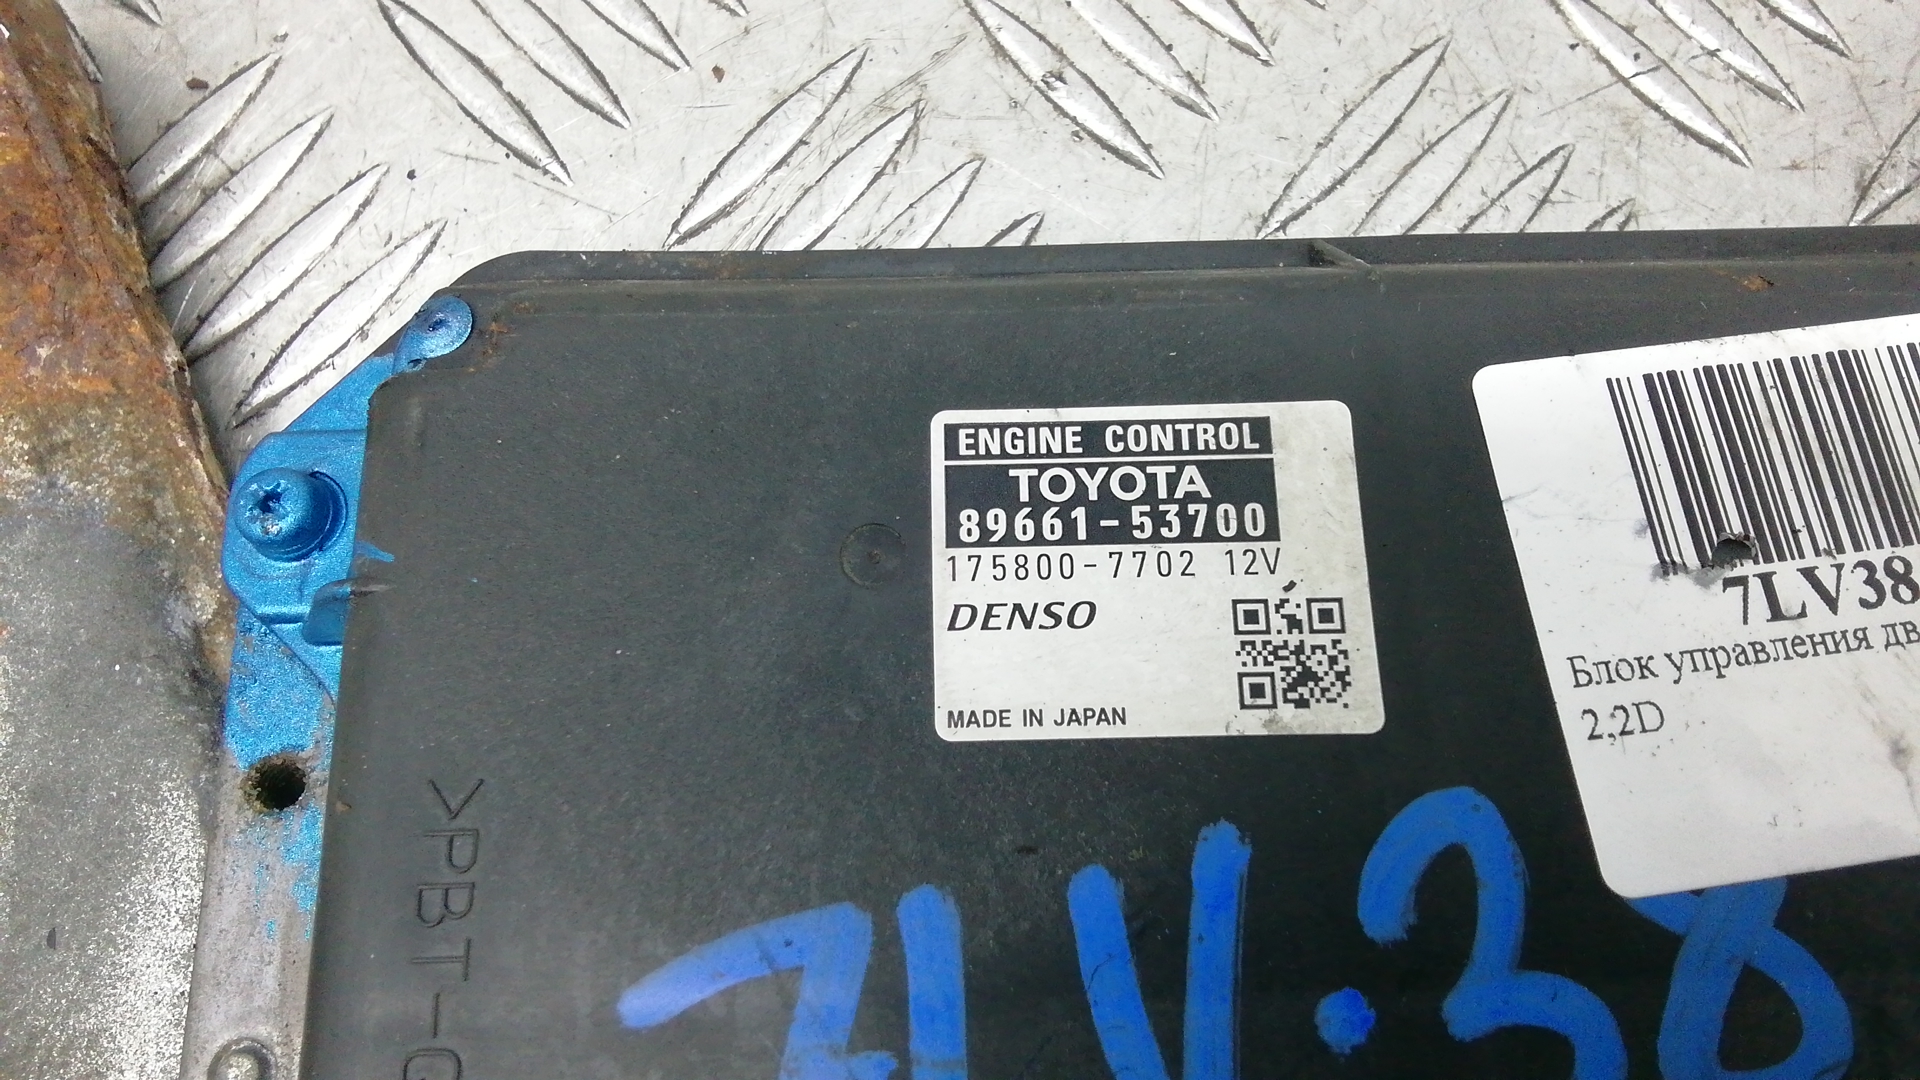 ENGINE CONTROL
TOYOTA
89661-53700
175800-7702 12V
DENSO
MADE IN JAPAN
7LV38
Блок управления дв
2,2D
>PBT-G
7LV38